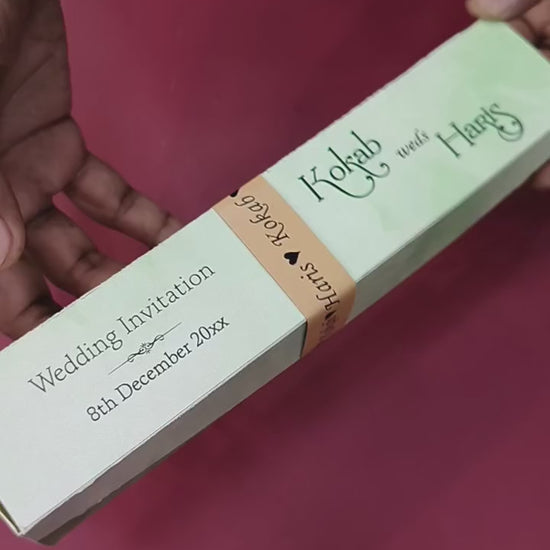 Kokab weds Haris
Kokab ♥ Haris ♥
Wedding Invitation
8th December 20xx